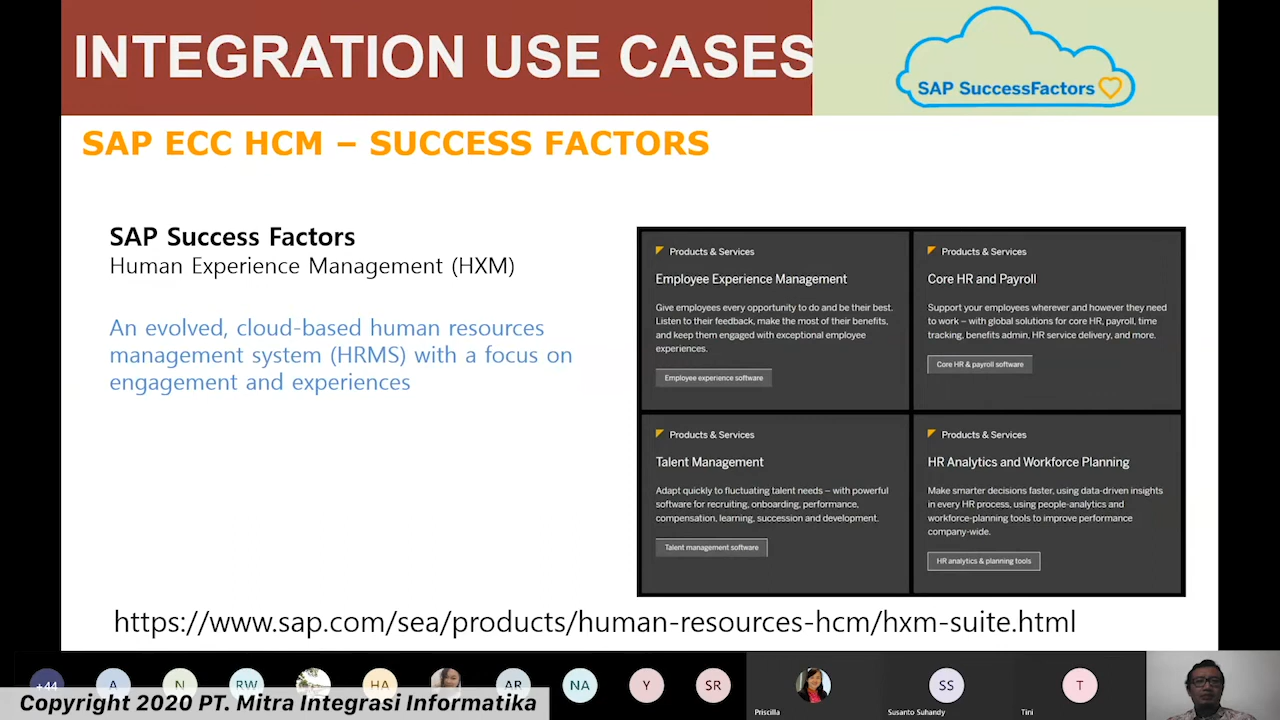 INTEGRATION USE CASES
SAP SuccessFactors
SAP ECC HCM – SUCCESS FACTORS
SAP Success Factors
Human Experience Management (HXM)
An evolved, cloud-based human resources
management system (HRMS) with a focus on
engagement and experiences
Products & Services
Employee Experience Management
Give employees every opportunity to do and be their best.
Listen to their feedback, make the most of their benefits,
and keep them engaged with exceptional employee
experiences.
Employee experience software
Products & Services
Core HR and Payroll
Support your employees wherever and however they need
to work – with global solutions for core HR, payroll, time
tracking, benefits admin, HR service delivery, and more.
Core HR & payroll software
Products & Services
Talent Management
Adapt quickly to fluctuating talent needs – with powerful
software for recruiting, onboarding, performance,
compensation, learning, succession and development.
Talent management software
Products & Services
HR Analytics and Workforce Planning
Make smarter decisions faster, using data-driven insights
in every HR process, using people-analytics and
workforce-planning tools to improve performance
company-wide.
HR analytics & planning tools
https://www.sap.com/sea/products/human-resources-hcm/hxm-suite.html
+44 A N RW HA AR NA Y SR SS T
Priscilla Susanto Suhandy Tini
Copyright 2020 PT. Mitra Integrasi Informatika